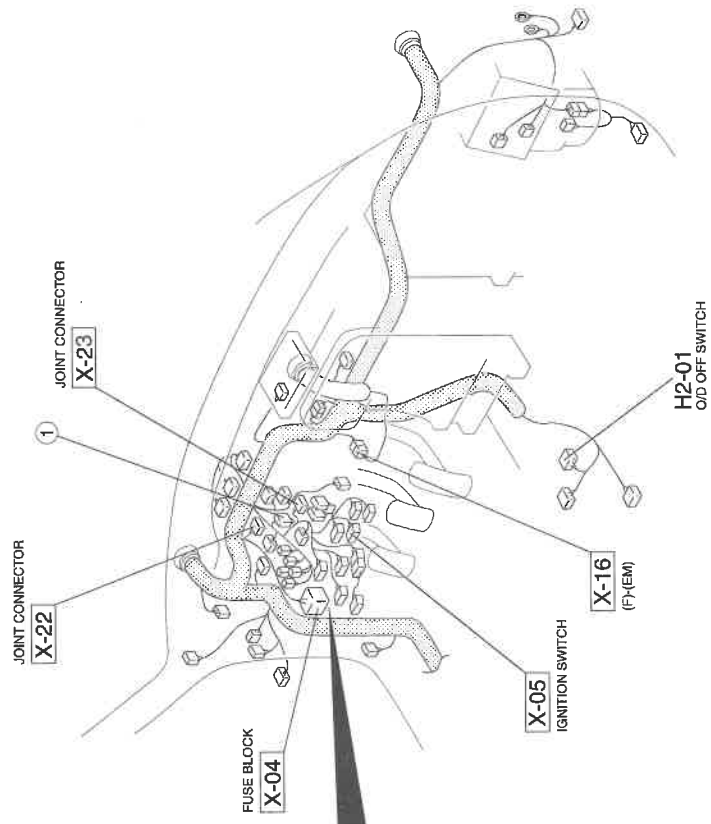 JOINT CONNECTOR
X-22
1
JOINT CONNECTOR
X-23
FUSE BLOCK
X-04
X-05
IGNITION SWITCH
X-16
(F)-(EM)
H2-01
O/D OFF SWITCH